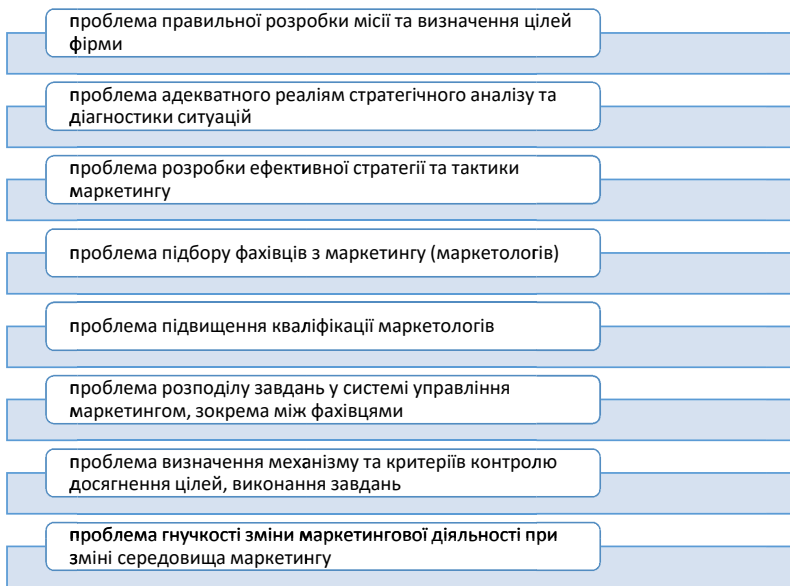 проблема правильної розробки місії та визначення цілей
фірми
проблема адекватного реаліям стратегічного аналізу та
діагностики ситуацій
проблема розробки ефективної стратегії та тактики
маркетингу
проблема підбору фахівців з маркетингу (маркетологів)
проблема підвищення кваліфікації маркетологів
проблема розподілу завдань у системі управління
маркетингом, зокрема між фахівцями
проблема визначення механізму та критеріїв контролю
досягнення цілей, виконання завдань
проблема гнучкості зміни маркетингової діяльності при
зміні середовища маркетингу